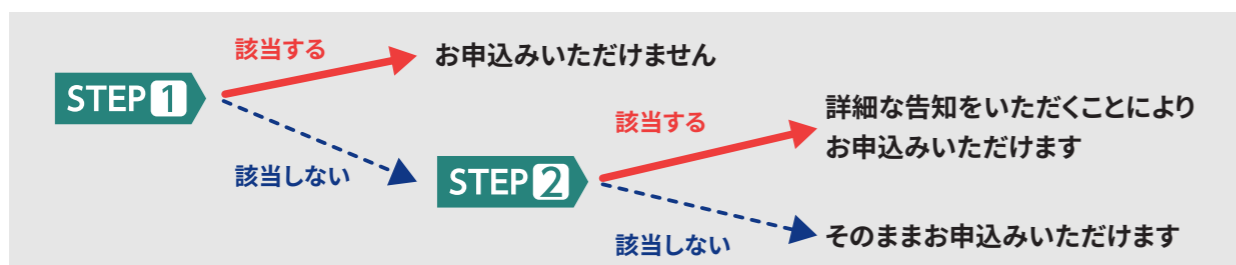 該当する
お申込みいただけません
STEP1
該当しない
該当する
詳細な告知をいただくことにより
お申込みいただけます
STEP2
該当しない
そのままお申込みいただけます